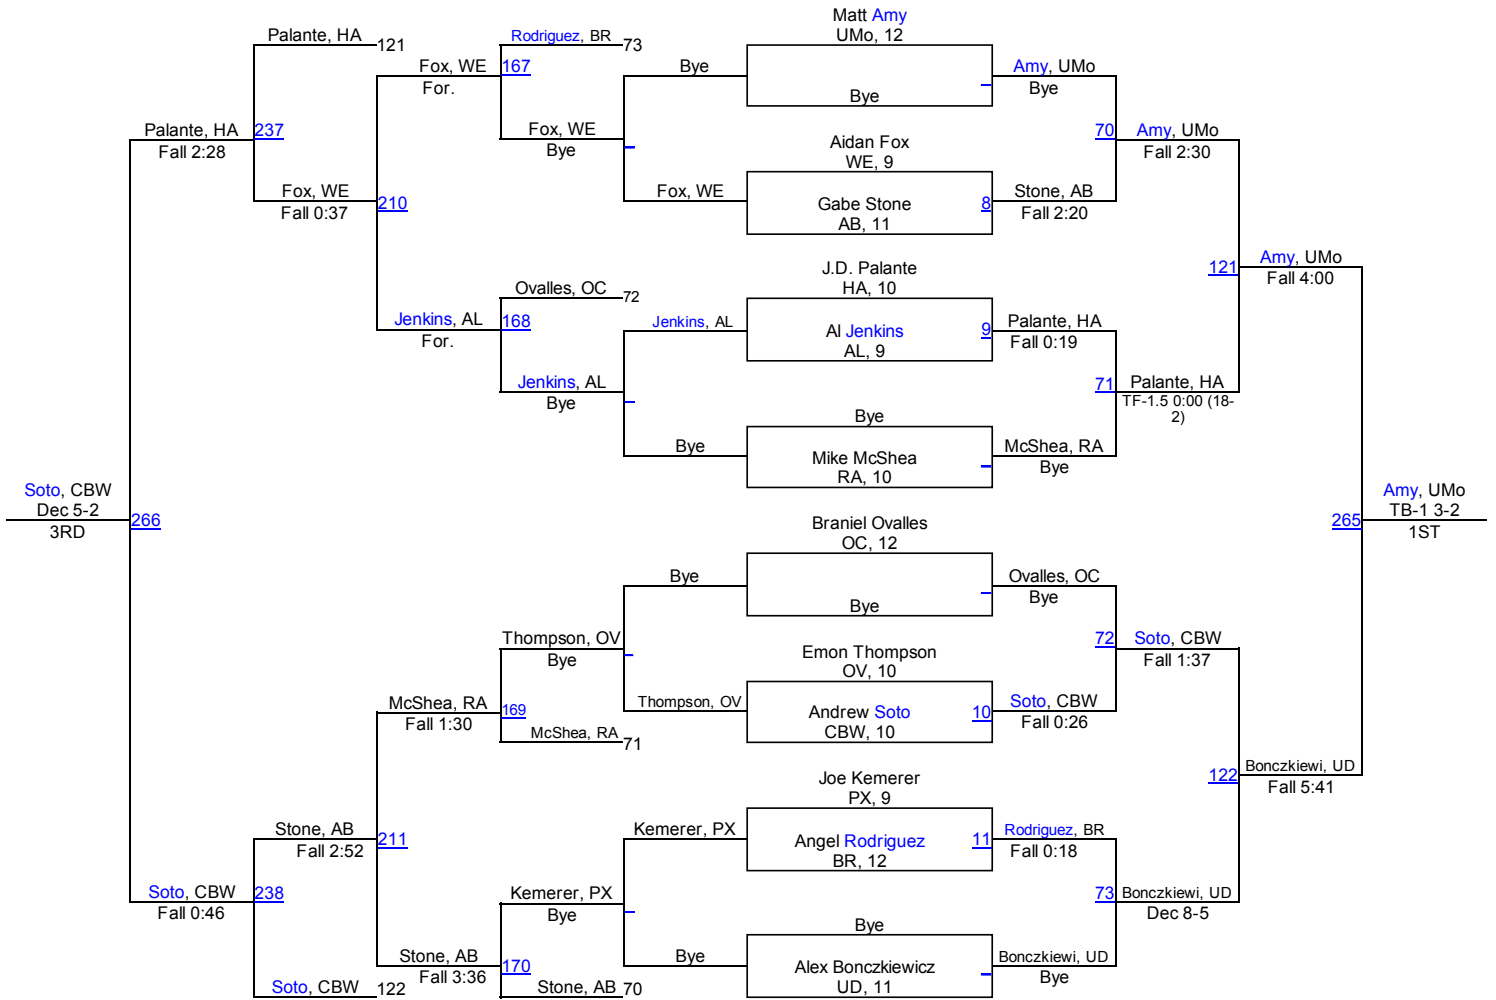 Matt Amy
UMo, 12
Bye
Aidan Fox
WE, 9
Gabe Stone
AB, 11
8
J.D. Palante
HA, 10
Al Jenkins
AL, 9
9
Bye
Mike McShea
RA, 10
Braniel Ovalles
OC, 12
Bye
Emon Thompson
OV, 10
Andrew Soto
CBW, 10
10
Joe Kemerer
PX, 9
Angel Rodriguez
BR, 12
11
Bye
Alex Bonczkiewicz
UD, 11
Amy, UMo
Bye
Stone, AB
Fall 2:20
Palante, HA
Fall 0:19
McShea, RA
Bye
Ovalles, OC
Bye
Soto, CBW
Fall 0:26
Rodriguez, BR
Fall 0:18
Bonczkiewi, UD
Bye
70
Amy, UMo
Fall 2:30
71
Palante, HA
TF-1.5 0:00 (18-
2)
72
Soto, CBW
Fall 1:37
73
Bonczkiewi, UD
Dec 8-5
121
Amy, UMo
Fall 4:00
122
Bonczkiewi, UD
Fall 5:41
265
Amy, UMo
TB-1 3-2
1ST
Bye
Fox, WE
Jenkins, AL
Bye
Bye
Thompson, OV
Kemerer, PX
Bye
Rodriguez, BR 73
Fox, WE
Bye
Ovalles, OC 72
Jenkins, AL
Bye
Thompson, OV
Bye
McShea, RA 71
Kemerer, PX
Bye
Stone, AB 70
Fox, WE 167
For.
Jenkins, AL 168
For.
McShea, RA 169
Fall 1:30
Stone, AB 170
Fall 3:36
Palante, HA 121
Fox, WE 210
Fall 0:37
Stone, AB 211
Fall 2:52
Soto, CBW 122
Palante, HA 237
Fall 2:28
Soto, CBW 238
Fall 0:46
Soto, CBW
Dec 5-2
266
3RD